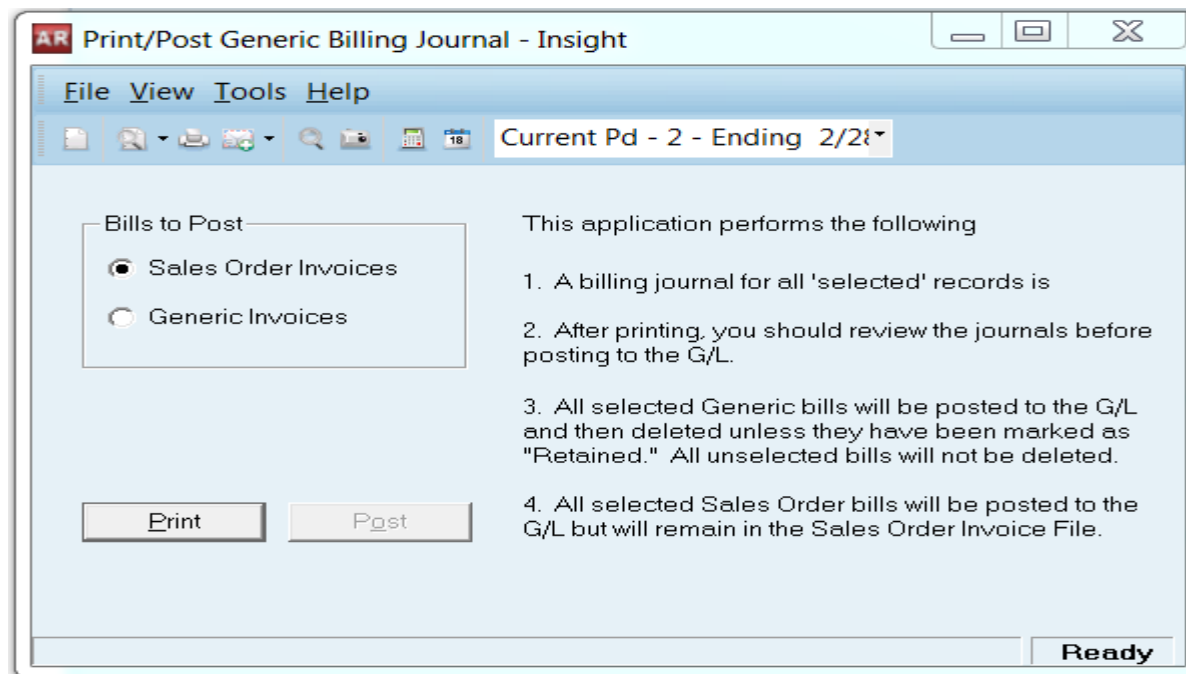 AR Print/Post Generic Billing Journal - Insight
File View Tools Help
18 Current Pd - 2 - Ending 2/28
Bills to Post
Sales Order Invoices
Generic Invoices
Print
Post
This application performs the following
1. A billing journal for all 'selected' records is
2. After printing, you should review the journals before
posting to the G/L.
3. All selected Generic bills will be posted to the G/L
and then deleted unless they have been marked as
"Retained." All unselected bills will not be deleted.
4. All selected Sales Order bills will be posted to the
G/L but will remain in the Sales Order Invoice File.
Ready